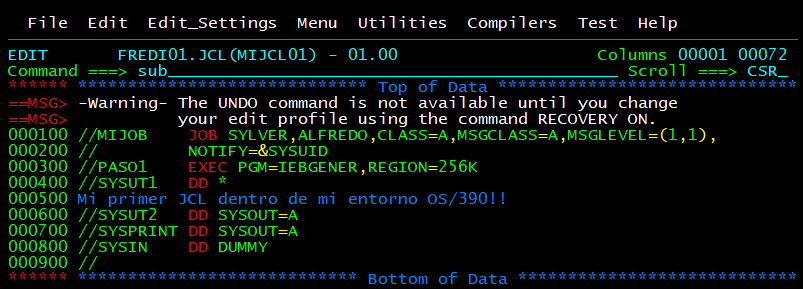 File  Edit  Edit_Settings  Menu  Utilities  Compilers  Test  Help
EDIT       FREDI01.JCL(MIJCL01) - 01.00                    Columns 00001 00072
Command ===> sub_____________________________________________ Scroll ===> CSR_
****** **************************** Top of Data ******************************
==MSG> -Warning- The UNDO command is not available until you change
==MSG>           your edit profile using the command RECOVERY ON.
000100 //MIJOB    JOB SYLVER,ALFREDO,CLASS=A,MSGCLASS=A,MSGLEVEL=(1,1),
000200 //         NOTIFY=&SYSUID
000300 //PASO1    EXEC PGM=IEBGENER,REGION=256K
000400 //SYSUT1   DD *
000500 Mi primer JCL dentro de mi entorno OS/390!!
000600 //SYSUT2   DD SYSOUT=A
000700 //SYSPRINT DD SYSOUT=A
000800 //SYSIN    DD DUMMY
000900 //
****** *************************** Bottom of Data ****************************